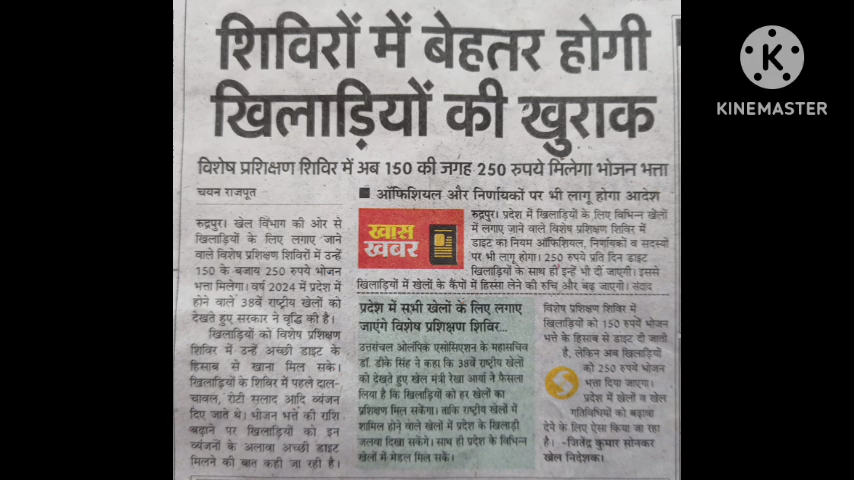 शिविरों में बेहतर होगी
खिलाड़ियों की खुराक
विशेष प्रशिक्षण शिविर में अब 150 की जगह 250 रुपये मिलेगा भोजन भत्ता
चयन राजपूत
रुद्रपुर। खेल विभाग की ओर से
खिलाड़ियों के लिए लगाए जाने
वाले विशेष प्रशिक्षण शिविरों में उन्हें
150 के बजाय 250 रुपये भोजन
भत्ता मिलेगा। वर्ष 2024 में प्रदेश में
होने वाले 38वें राष्ट्रीय खेलों को
देखते हुए सरकार ने वृद्धि की है।
खिलाड़ियों को विशेष प्रशिक्षण
शिविर में उन्हें अच्छी डाइट के
हिसाब से खाना मिल सके।
खिलाड़ियों के शिविर में पहले दाल-
चावल, रोटी सलाद आदि व्यंजन
दिए जाते थे। भोजन भत्ते की राशि
बढ़ाने पर खिलाड़ियों को इन
व्यंजनों के अलावा अच्छी डाइट
मिलने की बात कही जा रही है।
■ ऑफिशियल और निर्णायकों पर भी लागू होगा आदेश
खास
खबर
रुद्रपुर। प्रदेश में खिलाड़ियों के लिए विभिन्न खेलों
में लगाए जाने वाले विशेष प्रशिक्षण शिविर में
डाइट का नियम ऑफिशियल, निर्णायकों व सदस्यों
पर भी लागू होगा। 250 रुपये प्रति दिन डाइट
खिलाड़ियों के साथ ही इन्हें भी दी जाएगी। इससे
खिलाड़ियों में खेलों के कैंपों में हिस्सा लेने की रुचि और बढ़ जाएगी। संवाद
प्रदेश में सभी खेलों के लिए लगाए
जाएंगे विशेष प्रशिक्षण शिविर...
उत्तरांचल ओलंपिक एसोसिएशन के महासचिव
डॉ. डीके सिंह ने कहा कि 38वें राष्ट्रीय खेलों
को देखते हुए खेल मंत्री रेखा आर्या ने फैसला
लिया है कि खिलाड़ियों को हर खेलों का
प्रशिक्षण मिल सकेगा। ताकि राष्ट्रीय खेलों में
शामिल होने वाले खेलों में प्रदेश के खिलाड़ी
जलवा दिखा सकेंगे। साथ ही प्रदेश के विभिन्न
खेलों में मेडल मिल सकें।
विशेष प्रशिक्षण शिविर में
खिलाड़ियों को 150 रुपये भोजन
भत्ते के हिसाब से डाइट दी जाती
है, लेकिन अब खिलाड़ियों
को 250 रुपये भोजन
भत्ता दिया जाएगा।
प्रदेश में खेलों व खेल
गतिविधियों को बढ़ावा
देने के लिए ऐसा किया जा रहा
है। -जितेंद्र कुमार सोनकर
खेल निदेशक।
KINEMASTER